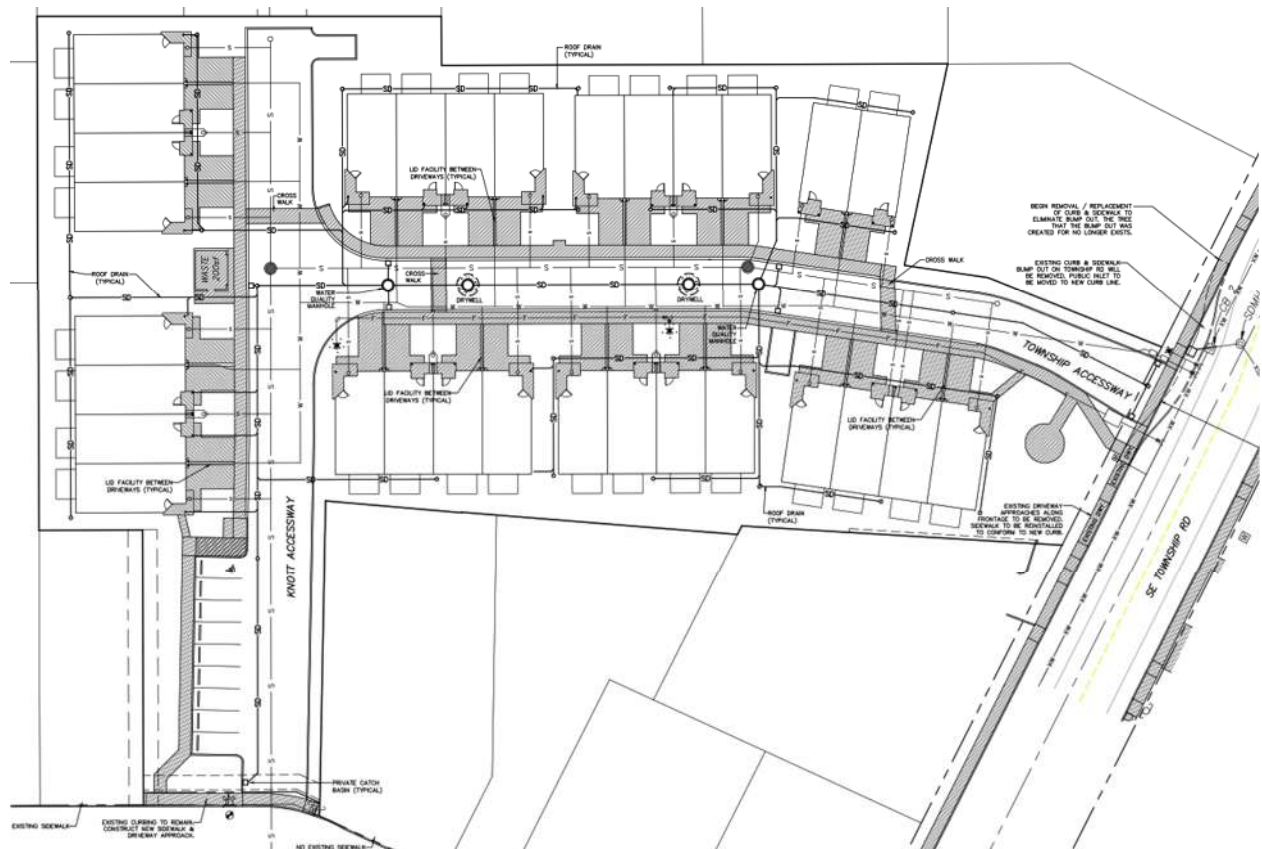 ROOF DRAIN
(TYPICAL)
LID FACILITY BETWEEN
DRIVEWAYS (TYPICAL)
CROSS
WALK
BEGIN REMOVAL / REPLACEMENT
OF CURB & SIDEWALK TO
ELIMINATE BUMP OUT. THE TREE
THAT THE BUMP OUT WAS
CREATED FOR NO LONGER EXISTS.
EXISTING CURB & SIDEWALK
BUMP OUT ON TOWNSHIP RD WILL
BE REMOVED. PUBLIC INLET TO
BE MOVED TO NEW CURB LINE.
CROSS WALK
WASTE
200sf
ROOF DRAIN
(TYPICAL)
CROSS
WALK
WATER
QUALITY
MANHOLE
DRYWELL
DRYWELL
WATER
QUALITY
MANHOLE
TOWNSHIP ACCESSWAY
LID FACILITY BETWEEN
DRIVEWAYS (TYPICAL)
LID FACILITY BETWEEN
DRIVEWAYS (TYPICAL)
LID FACILITY BETWEEN
DRIVEWAYS (TYPICAL)
ROOF DRAIN
(TYPICAL)
EXISTING DRIVEWAY
APPROACHES ALONG
FRONTAGE TO BE REMOVED.
SIDEWALK TO BE REINSTALLED
TO CONFORM TO NEW CURB.
EXISTING DWY
EXISTING DWY
SE TOWNSHIP RD
KNOTT ACCESSWAY
PRIVATE CATCH
BASIN (TYPICAL)
EXISTING SIDEWALK
EXISTING CURBING TO REMAIN.
CONSTRUCT NEW SIDEWALK &
DRIVEWAY APPROACH.
NO EXISTING SIDEWALK